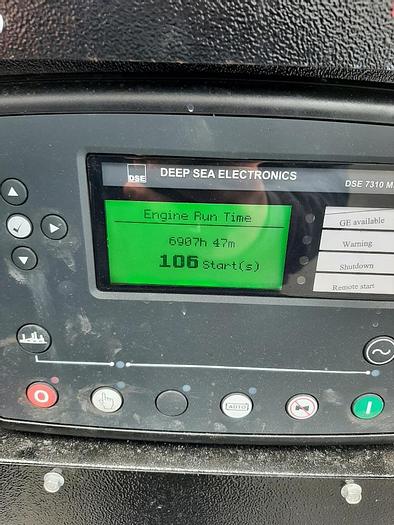 DSE
DEEP SEA ELECTRONICS
DSE 7310 M
Engine Run Time
6907h 47m
106 Start(s)
GE available
Warning
Shutdown
Remote start
O
AUTO
I